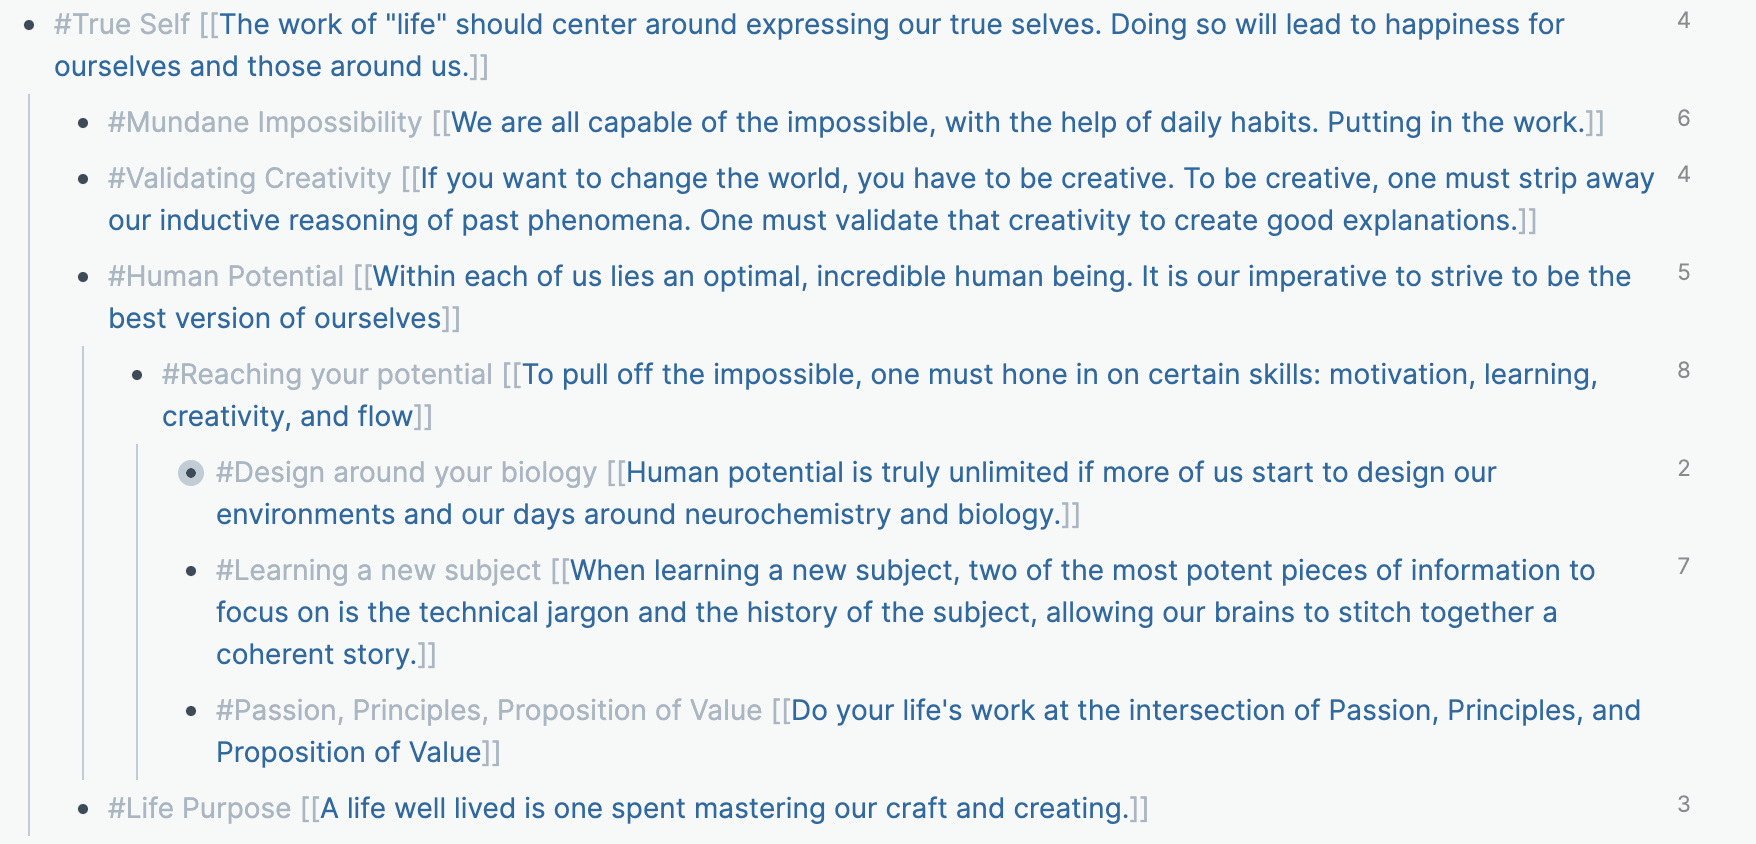 #True Self [[The work of "life" should center around expressing our true selves. Doing so will lead to happiness for 4
ourselves and those around us.]]
#Mundane Impossibility [[We are all capable of the impossible, with the help of daily habits. Putting in the work.]] 6
#Validating Creativity [[If you want to change the world, you have to be creative. To be creative, one must strip away 4
our inductive reasoning of past phenomena. One must validate that creativity to create good explanations.]]
#Human Potential [[Within each of us lies an optimal, incredible human being. It is our imperative to strive to be the 5
best version of ourselves]]
#Reaching your potential [[To pull off the impossible, one must hone in on certain skills: motivation, learning, 8
creativity, and flow]]
#Design around your biology [[Human potential is truly unlimited if more of us start to design our 2
environments and our days around neurochemistry and biology.]]
#Learning a new subject [[When learning a new subject, two of the most potent pieces of information to 7
focus on is the technical jargon and the history of the subject, allowing our brains to stitch together a
coherent story.]]
#Passion, Principles, Proposition of Value [[Do your life's work at the intersection of Passion, Principles, and
Proposition of Value]]
#Life Purpose [[A life well lived is one spent mastering our craft and creating.]] 3